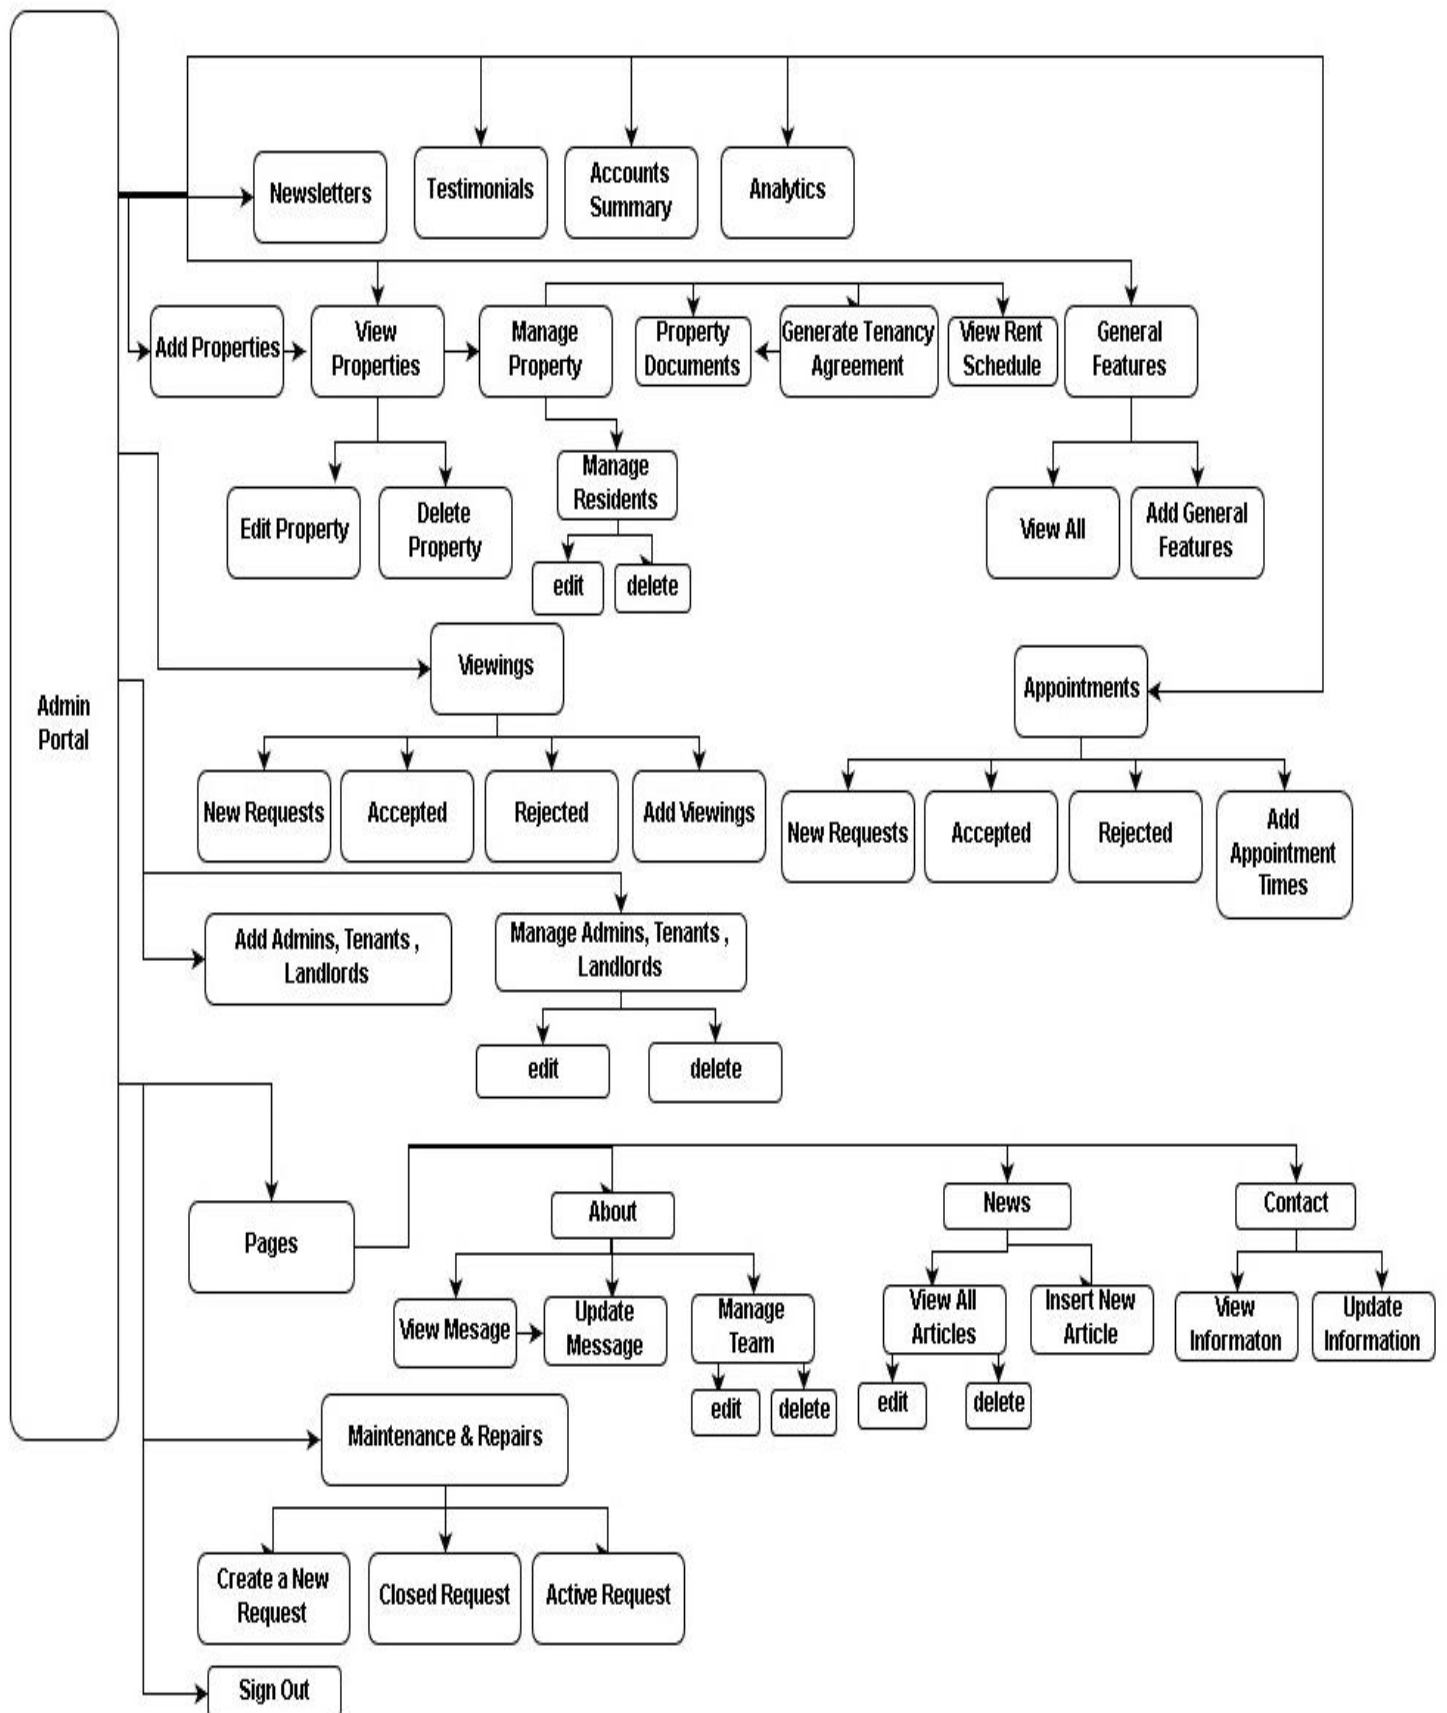 Admin
Portal
Newsletters
Testimonials
Accounts
Summary
Analytics
Add Properties
View
Properties
Manage
Property
Property
Documents
Generate Tenancy
Agreement
View Rent
Schedule
General
Features
Edit Property
Delete
Property
Manage
Residents
edit
delete
View All
Add General
Features
Viewings
Appointments
New Requests
Accepted
Rejected
Add Viewings
New Requests
Accepted
Rejected
Add
Appointment
Times
Add Admins, Tenants ,
Landlords
Manage Admins, Tenants ,
Landlords
edit
delete
Pages
About
News
Contact
View Mesage
Update
Message
Manage
Team
edit
delete
View All
Articles
Insert New
Article
edit
delete
View
Informaton
Update
Information
Maintenance & Repairs
Create a New
Request
Closed Request
Active Request
Sign Out